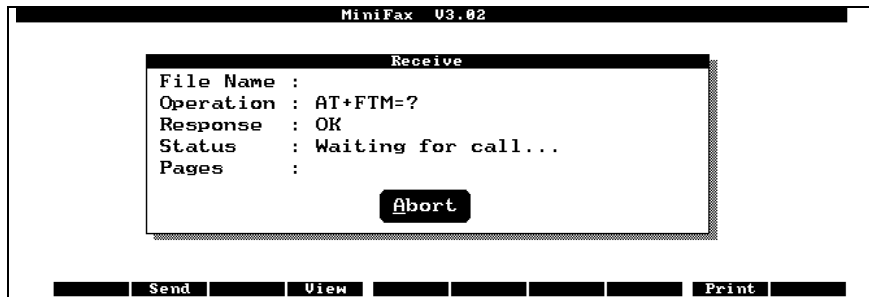 MiniFax V3.02
Receive
File Name :
Operation : AT+FTM=?
Response : OK
Status : Waiting for call...
Pages :
Abort
Send View Print